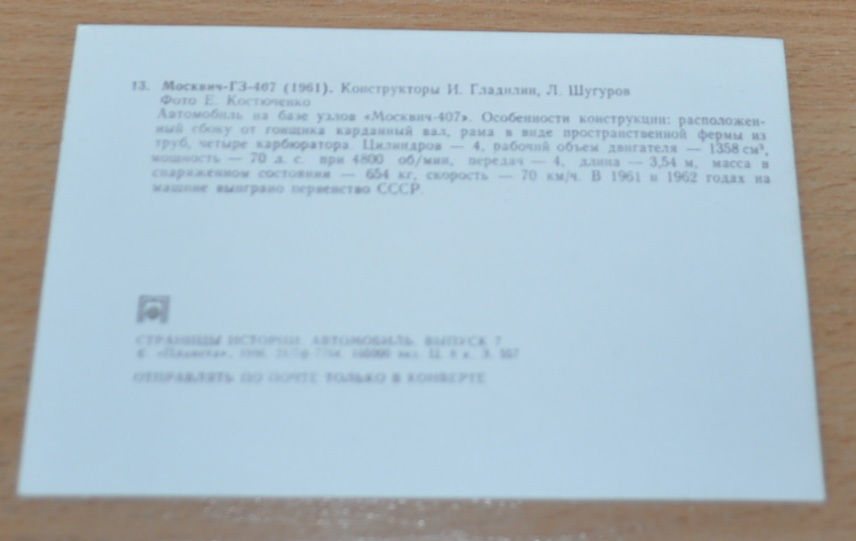 13. Москвич-ГЗ-407 (1961). Конструкторы И. Гладилин, Л. Шугуров
Фото Е. Костюченко
Автомобиль на базе узлов «Москвич-407». Особенности конструкции: расположен-
ный сбоку от гонщика карданный вал, рама в виде пространственной фермы из
труб, четыре карбюратора. Цилиндров — 4, рабочий объем двигателя — 1358 см³,
мощность — 70 л. с. при 4800 об/мин, передач — 4, длина — 3,54 м, масса в
снаряженном состоянии — 654 кг, скорость — 70 км/ч. В 1961 и 1962 годах на
машине выиграно первенство СССР.
СТРАНИЦЫ ИСТОРИИ. АВТОМОБИЛЬ. ВЫПУСК 7
160000 экз. Ц. 4 к. З.
ОТПРАВЛЯТЬ ПО ПОЧТЕ ТОЛЬКО В КОНВЕРТЕ